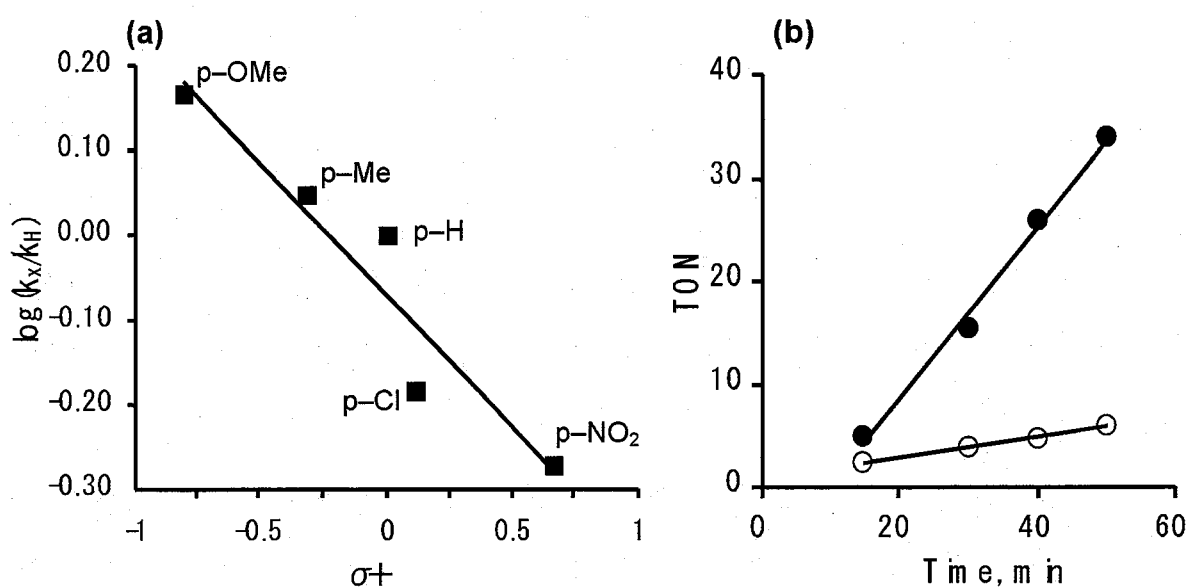 (a)
0.20
0.10
0.00
-0.10
-0.20
-0.30
log(kX/kH)
p-OMe
p-Me
p-H
p-Cl
p-NO2
-1
-0.5
0
0.5
1
σ+
(b)
40
30
20
10
0
TON
0
20
40
60
Time, min